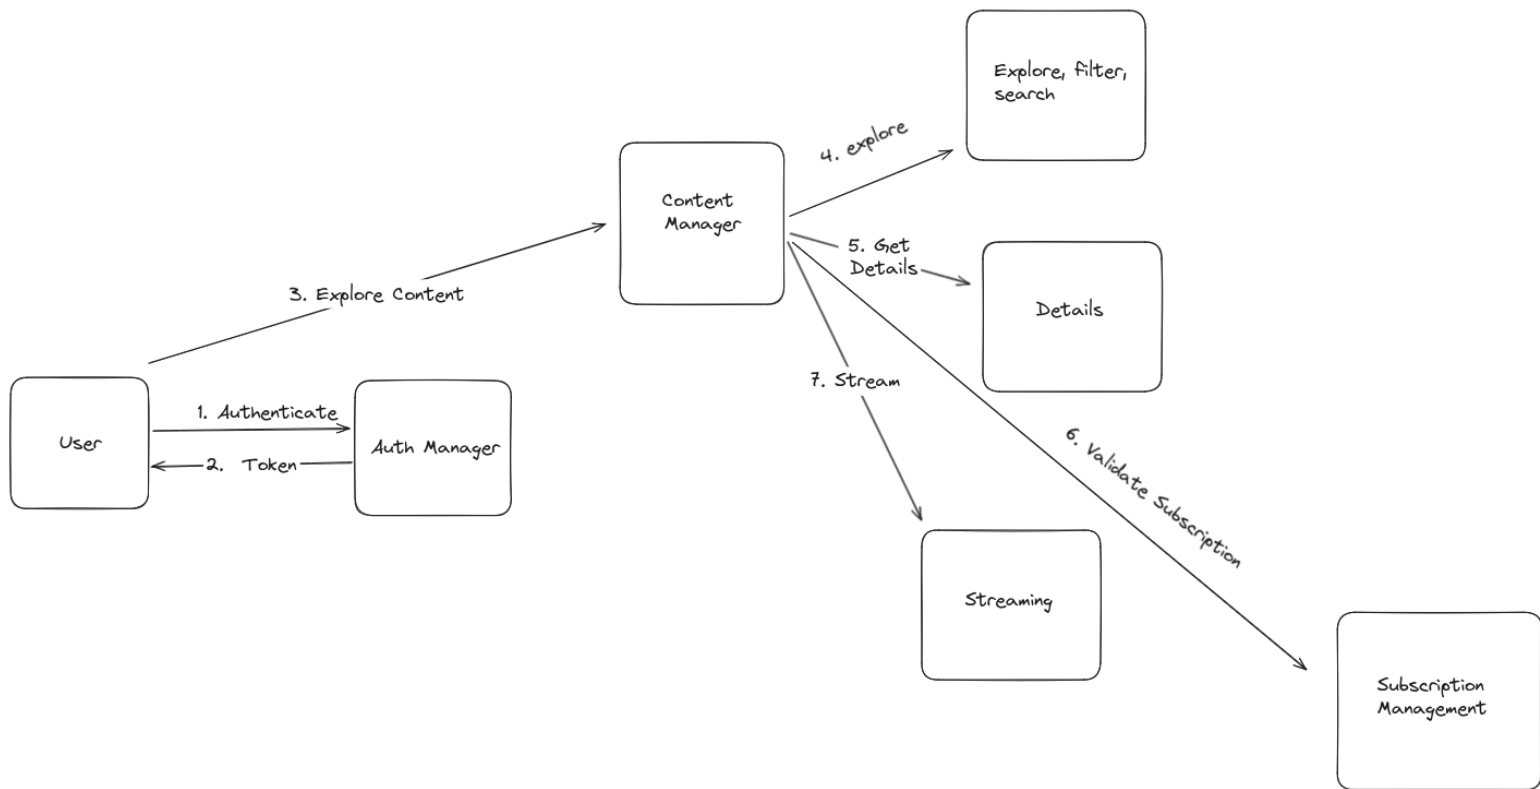 Explore, filter,
search
4. explore
Content
Manager
5. Get
Details
3. Explore Content
Details
7. Stream
1. Authenticate
User
Auth Manager
2. Token
6. Validate Subscription
Streaming
Subscription
Management